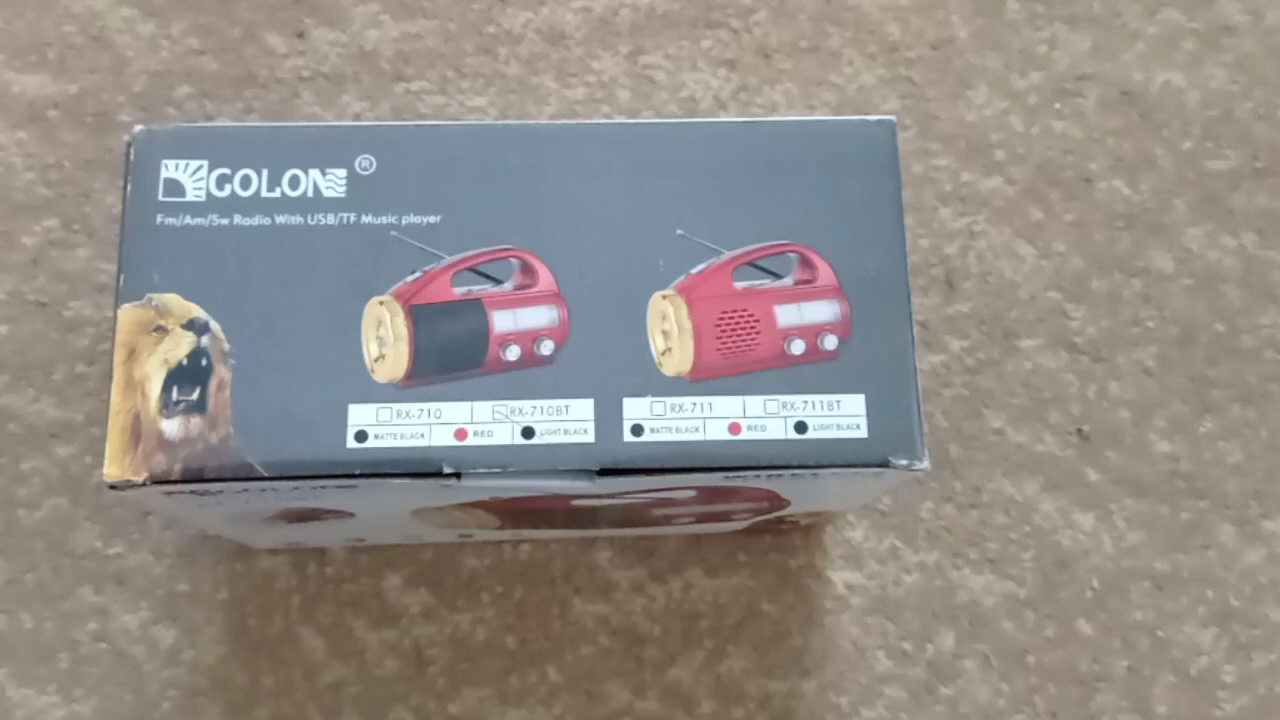 GOLON ®
Fm/Am/Sw Radio With USB/TF Music player
RX-710 RX-710BT
MATTE BLACK RED LIGHT BLACK
RX-711 RX-711BT
MATTE BLACK RED LIGHT BLACK